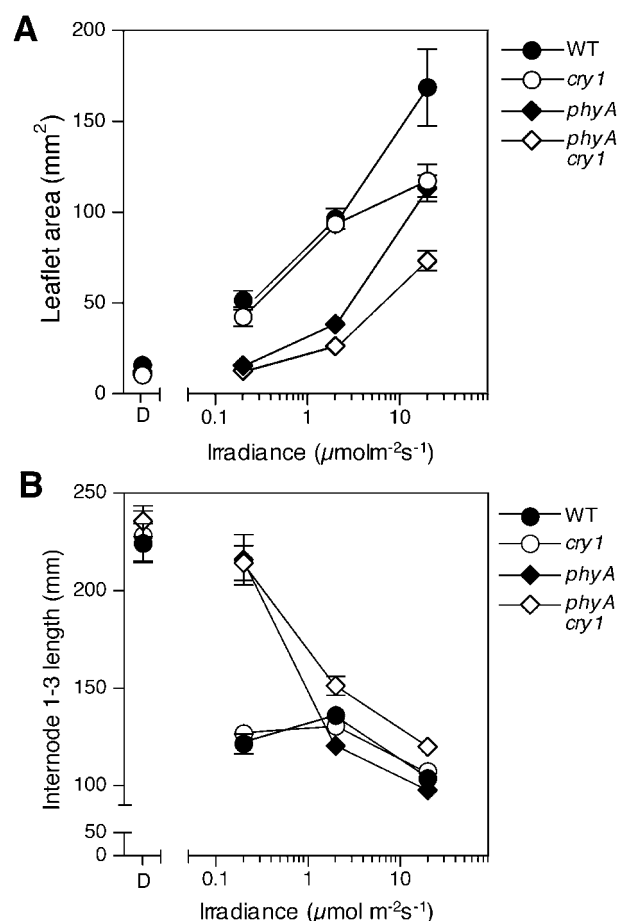 A
Leaflet area (mm²)
200
150
100
50
0
D
0.1
1
10
Irradiance (µmolm⁻²s⁻¹)
WT
cry1
phyA
phyA
cry1
B
Internode 1-3 length (mm)
250
200
150
100
50
0
D
0.1
1
10
Irradiance (µmol m⁻²s⁻¹)
WT
cry1
phyA
phyA
cry1